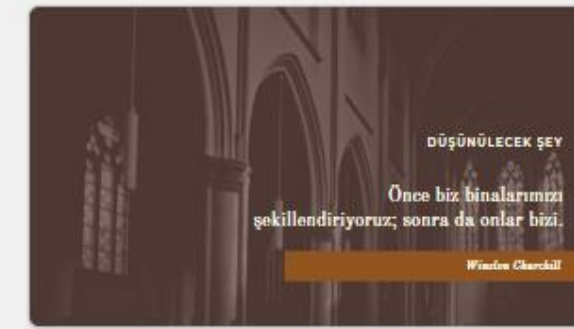 DÜŞÜNÜLECEK ŞEY
Önce biz binalarımızı
şekillendiriyoruz; sonra da onlar bizi.
Winston Churchill